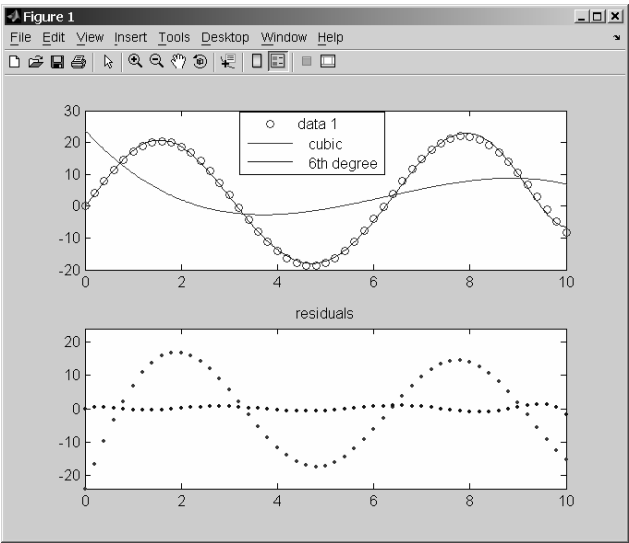 Figure 1
File Edit View Insert Tools Desktop Window Help
30
20
10
0
-10
-20
0 2 4 6 8 10
data 1
cubic
6th degree
residuals
20
10
0
-10
-20
0 2 4 6 8 10